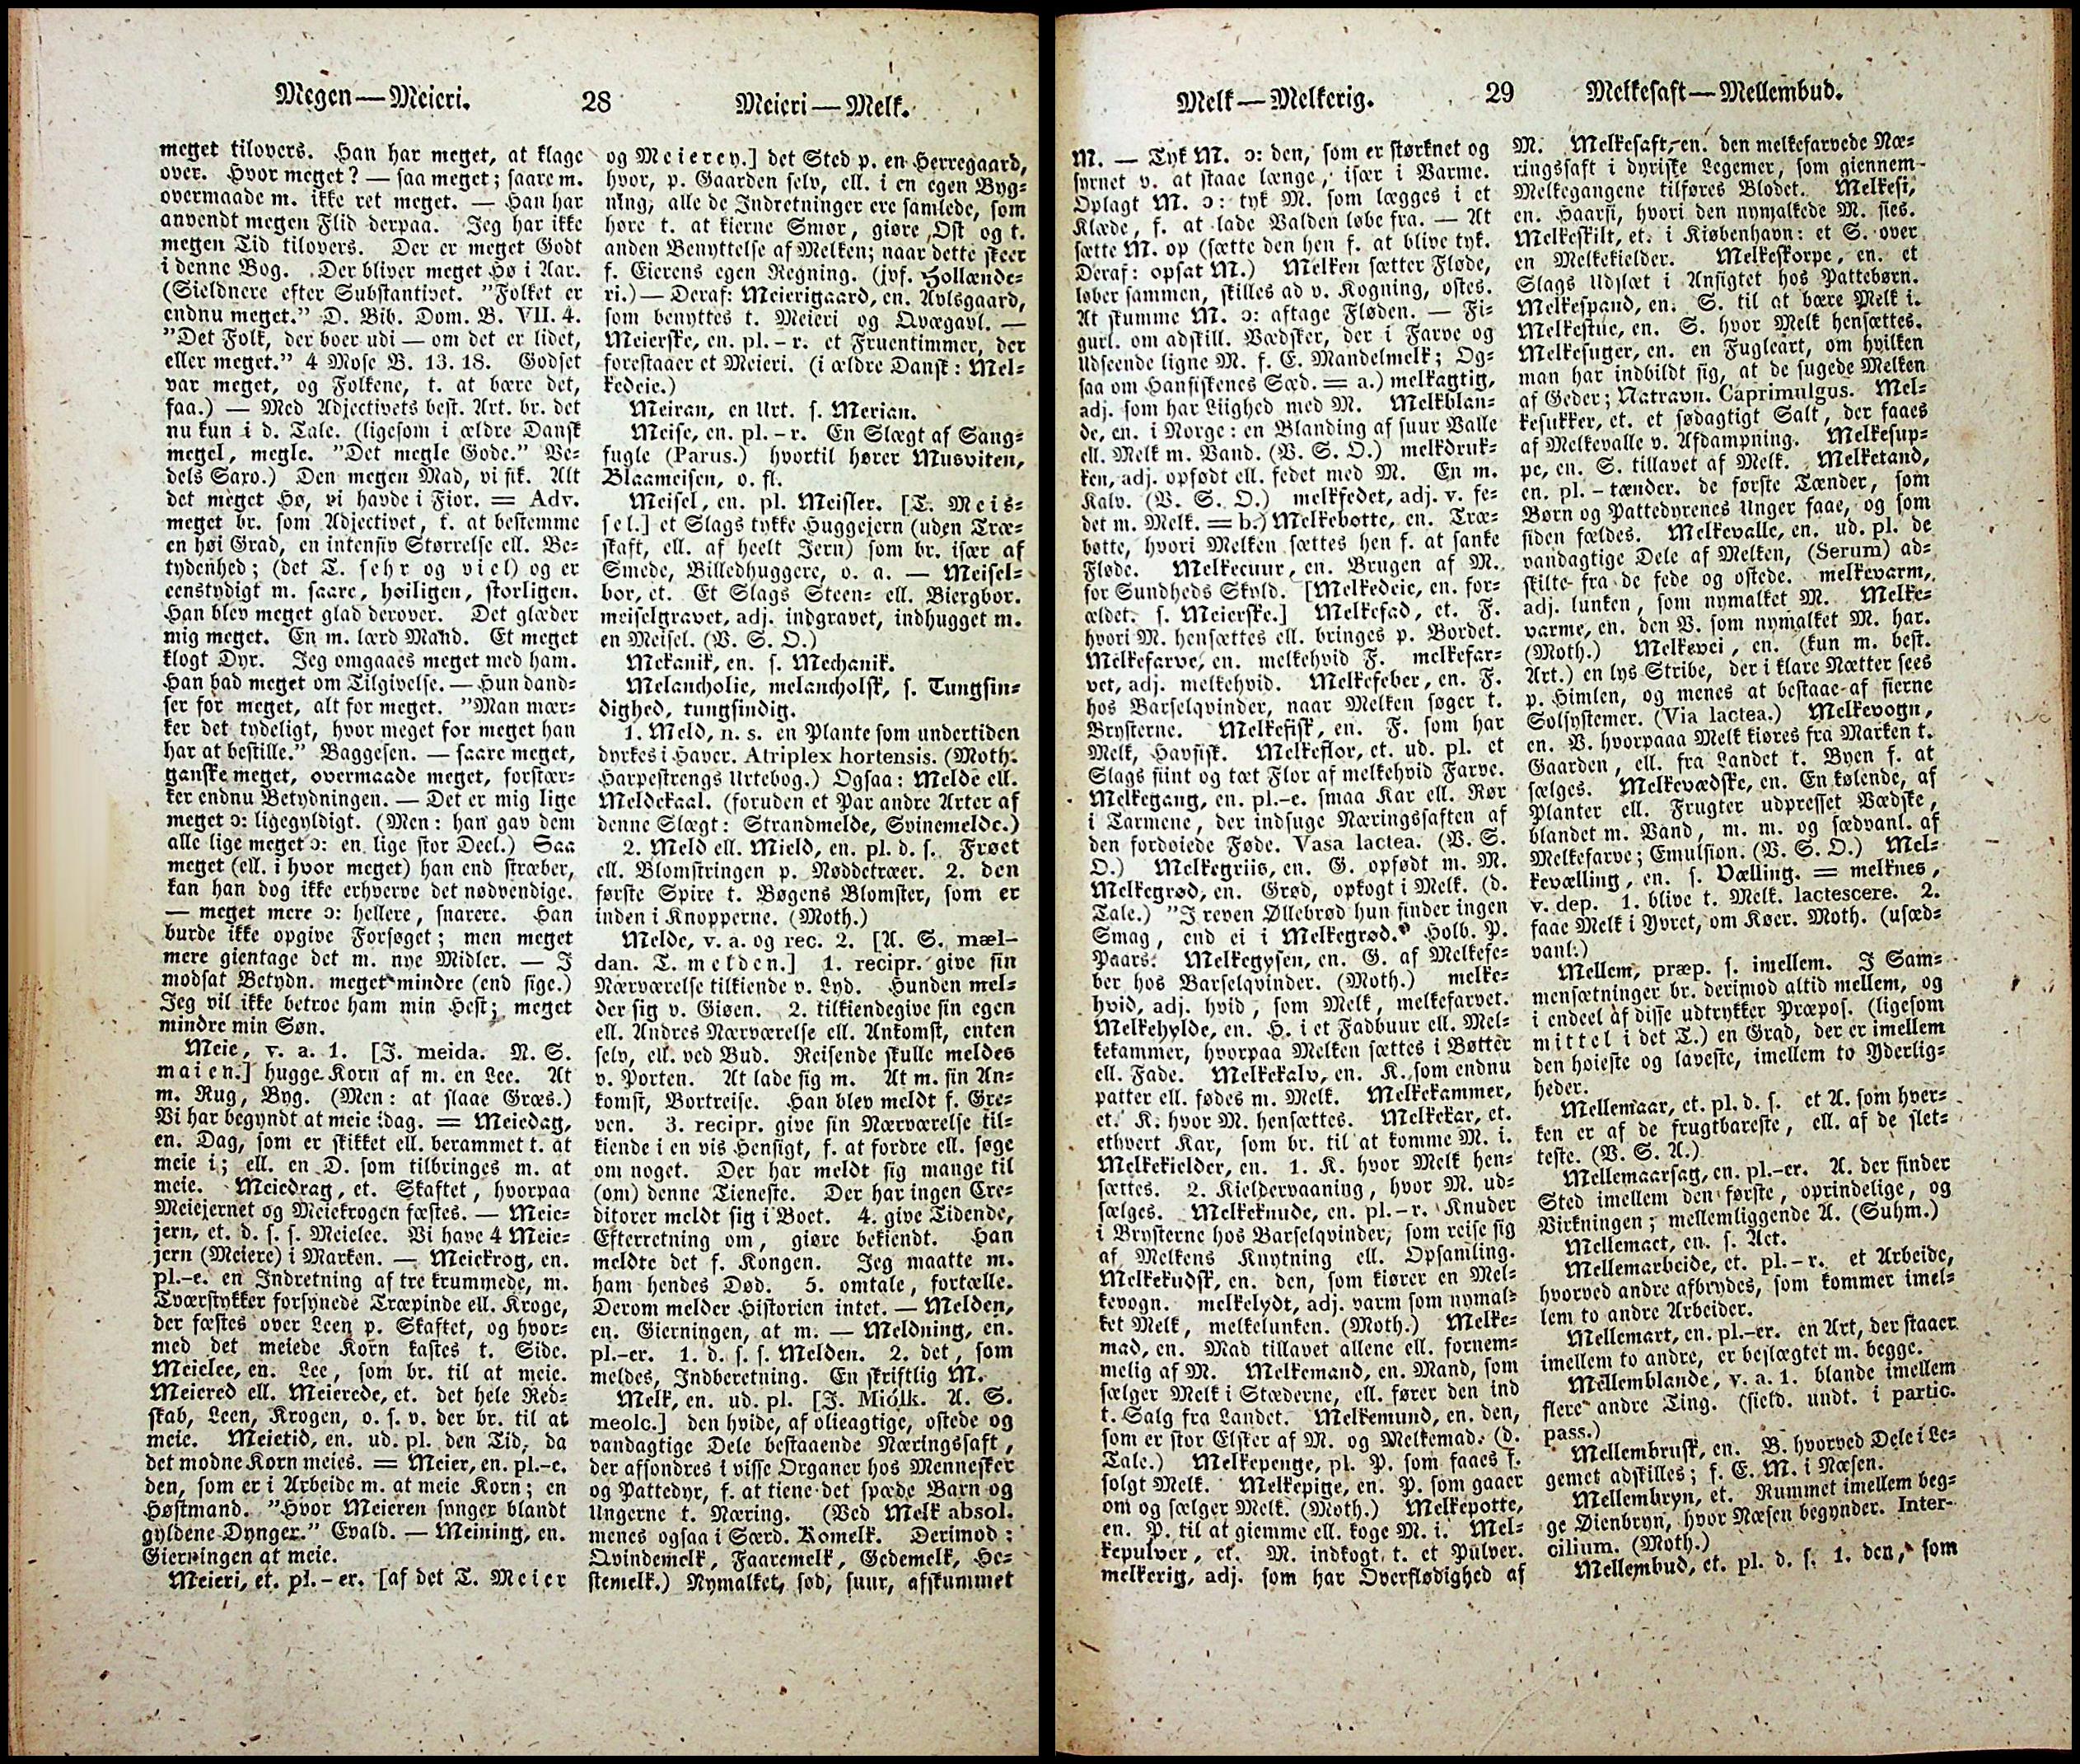 Megen—Meieri.
28
Meieri—Melk.
meget tilovers. Han har meget, at klage
over. Hvor meget? — saa meget; saare m.
overmaade m. ikke ret meget. — Han har
anvendt megen Flid derpaa. Jeg har ikke
megen Tid tilovers. Der er meget Godt
i denne Bog. Der bliver meget Hø i Aar.
(Sieldnere efter Substantivet. "Folket er
endnu meget." D. Bib. Dom. B. VII. 4.
"Det Folk, der boer udi — om det er lidet,
eller meget." 4 Mose B. 13. 18. Godset
var meget, og Folkene, t. at bære det,
faa.) — Med Adjectivets best. Art. br. det
nu kun i d. Tale. (ligesom i ældre Dansk
megel, megle. "Det megle Gode." Ve-
dels Saxo.) Den megen Mad, vi fik. Alt
det meget Hø, vi havde i Fior. = Adv.
meget br. som Adjectivet, t. at bestemme
en høi Grad, en intensiv Størrelse ell. Be-
tydenhed; (det T. sehr og viel) og er
eenstydigt m. saare, høiligen, storligen.
Han blev meget glad derover. Det glæder
mig meget. En m. lærd Mand. Et meget
klogt Dyr. Jeg omgaaes meget med ham.
Han bad meget om Tilgivelse. — Hun dand-
ser for meget, alt for meget. "Man mær-
ker det tydeligt, hvor meget for meget han
har at bestille." Baggesen. — saare meget,
ganske meget, overmaade meget, forstær-
ker endnu Betydningen. — Det er mig lige
meget ɔ: ligegyldigt. (Men: han gav dem
alle lige meget ɔ: en lige stor Deel.) Saa
meget (ell. i hvor meget) han end stræber,
kan han dog ikke erhverve det nødvendige.
— meget mere ɔ: hellere, snarere. Han
burde ikke opgive Forsøget; men meget
mere gientage det m. nye Midler. — I
modsat Betydn. meget mindre (end sige.)
Jeg vil ikke betroe ham min Hest; meget
mindre min Søn.
Meie, v. a. 1. [I. meida. N. S.
maien.] hugge Korn af m. en Lee. At
m. Rug, Byg. (Men: at slaae Græs.)
Vi har begyndt at meie idag. = Meiedag,
en. Dag, som er skikket ell. berammet t. at
meie i; ell. en D. som tilbringes m. at
meie. Meiedrag, et. Skaftet, hvorpaa
Meiejernet og Meiekrogen fæstes. — Meie-
jern, et. d. s. s. Meielee. Vi have 4 Meie-
jern (Meiere) i Marken. — Meiekrog, en.
pl.-e. en Indretning af tre krummede, m.
Tværstykker forsynede Træpinde ell. Kroge,
der fæstes over Leen p. Skaftet, og hvor-
med det meiede Korn kastes t. Side.
Meielee, en. Lee, som br. til at meie.
Meiered ell. Meierede, et. det hele Red-
skab, Leen, Krogen, o. s. v. der br. til at
meie. Meietid, en. ud. pl. den Tid, da
det modne Korn meies. = Meier, en. pl.-e.
den, som er i Arbeide m. at meie Korn; en
Høstmand. "Hvor Meieren synger blandt
gyldene Dynger." Evald. — Meining, en.
Gierningen at meie.
Meieri, et. pl.-er. [af det T. Meier
og Meierey.] det Sted p. en Herregaard,
hvor, p. Gaarden selv, ell. i en egen Byg-
ning, alle de Indretninger ere samlede, som
høre t. at kierne Smør, giøre Ost og t.
anden Benyttelse af Melken; naar dette skeer
f. Eierens egen Regning. (jvf. Hollænde-
ri.) — Deraf: Meierigaard, en. Avlsgaard,
som benyttes t. Meieri og Qvægavl. —
Meierske, en. pl.-r. et Fruentimmer, der
forestaaer et Meieri. (i ældre Dansk: Mel-
kedeie.)
Meiran, en Urt. s. Merian.
Meise, en. pl.-r. En Slægt af Sang-
fugle (Parus.) hvortil hører Musviten,
Blaameisen, o. fl.
Meisel, en. pl. Meisler. [T. Meis-
sel.] et Slags tykke Huggejern (uden Træ-
skaft, ell. af heelt Jern) som br. især af
Smede, Billedhuggere, o. a. — Meisel-
bor, et. Et Slags Steen- ell. Biergbor.
meiselgravet, adj. indgravet, indhugget m.
en Meisel. (V. S. O.)
Mekanik, en. s. Mechanik.
Melancholie, melancholsk, s. Tungsin-
dighed, tungsindig.
1. Meld, n. s. en Plante som undertiden
dyrkes i Haver. Atriplex hortensis. (Moth.
Harpestrengs Urtebog.) Ogsaa: Melde ell.
Meldekaal. (foruden et Par andre Arter af
denne Slægt: Strandmelde, Svinemelde.)
2. Meld ell. Mield, en. pl. d. s. Frøet
ell. Blomstringen p. Nøddetræer. 2. den
første Spire t. Bøgens Blomster, som er
inden i Knopperne. (Moth.)
Melde, v. a. og rec. 2. [A. S. mæl-
dan. T. melden.] 1. recipr. give sin
Nærværelse tilkiende v. Lyd. Hunden mel-
der sig v. Giøen. 2. tilkiendegive sin egen
ell. Andres Nærværelse ell. Ankomst, enten
selv, ell. ved Bud. Reisende skulle meldes
v. Porten. At lade sig m. At m. sin An-
komst, Bortreise. Han blev meldt f. Gre-
ven. 3. recipr. give sin Nærværelse til-
kiende i en vis Hensigt, f. at fordre ell. søge
om noget. Der har meldt sig mange til
(om) denne Tieneste. Der har ingen Cre-
ditorer meldt sig i Boet. 4. give Tidende,
Efterretning om, giøre bekiendt. Han
meldte det f. Kongen. Jeg maatte m.
ham hendes Død. 5. omtale, fortælle.
Derom melder Historien intet. — Melden,
en. Gierningen, at m. — Meldning, en.
pl.-er. 1. d. s. s. Melden. 2. det, som
meldes, Indberetning. En skriftlig M.
Melk, en. ud. pl. [I. Miólk. A. S.
meolc.] den hvide, af olieagtige, ostede og
vandagtige Dele bestaaende Næringssaft,
der afsondres i visse Organer hos Mennesker
og Pattedyr, f. at tiene det spæde Barn og
Ungerne t. Næring. (Ved Melk absol.
menes ogsaa i Særd. Komelk. Derimod:
Qvindemelk, Faaremelk, Gedemelk, He-
stemelk.) Nymalket, sød, suur, afskummet
Melk—Melkerig.
29
Melkesaft—Mellembud.
M. — Tyk M. ɔ: den, som er størknet og
syrnet v. at staae længe, især i Varme.
Oplagt M. ɔ: tyk M. som lægges i et
Klæde, f. at lade Valden løbe fra. — At
sætte M. op (sætte den hen f. at blive tyk.
Deraf: opsat M.) Melken sætter Fløde,
løber sammen, skilles ad v. Kogning, ostes.
At skumme M. ɔ: aftage Fløden. — Fi-
gurl. om adskill. Vædsker, der i Farve og
Udseende ligne M. f. E. Mandelmelk; Og-
saa om Hanfiskenes Sæd. = a.) melkagtig,
adj. som har Liighed med M. Melkblan-
de, en. i Norge: en Blanding af suur Valle
ell. Melk m. Vand. (V. S. O.) melkdruk-
ken, adj. opfødt ell. fedet med M. En m.
Kalv. (V. S. O.) melkfedet, adj. v. fe-
det m. Melk. = b.) Melkebøtte, en. Træ-
bøtte, hvori Melken sættes hen f. at sanke
Fløde. Melkecuur, en. Brugen af M.
for Sundheds Skyld. [Melkedeie, en. for-
ældet. s. Meierske.] Melkefad, et. F.
hvori M. hensættes ell. bringes p. Bordet.
Melkefarve, en. melkehvid F. melkefar-
vet, adj. melkehvid. Melkefeber, en. F.
hos Barselqvinder, naar Melken søger t.
Brysterne. Melkefisk, en. F. som har
Melk, Havfisk. Melkeflor, et. ud. pl. et
Slags fiint og tæt Flor af melkehvid Farve.
Melkegang, en. pl.-e. smaa Kar ell. Rør
i Tarmene, der indsuge Næringssaften af
den fordøiede Føde. Vasa lactea. (V. S.
O.) Melkegriis, en. G. opfødt m. M.
Melkegrød, en. Grød, opkogt i Melk. (d.
Tale.) "I reven Øllebrød hun finder ingen
Smag, end ei i Melkegrød." Holb. P.
Paars. Melkegysen, en. G. af Melkefe-
ber hos Barselqvinder. (Moth.) melke-
hvid, adj. hvid, som Melk, melkefarvet.
Melkehylde, en. H. i et Fadbuur ell. Mel-
kekammer, hvorpaa Melken sættes i Bøtter
ell. Fade. Melkekalv, en. K. som endnu
patter ell. fødes m. Melk. Melkekammer,
et. K. hvor M. hensættes. Melkekar, et.
ethvert Kar, som br. til at komme M. i.
Melkekielder, en. 1. K. hvor Melk hen-
sættes. 2. Kieldervaaning, hvor M. ud-
sælges. Melkeknude, en. pl.-r. Knuder
i Brysterne hos Barselqvinder, som reise sig
af Melkens Knytning ell. Opsamling.
Melkekudsk, en. den, som kiører en Mel-
kevogn. melkelydt, adj. varm som nymal-
ket Melk, melkelunken. (Moth.) Melke-
mad, en. Mad tillavet allene ell. fornem-
melig af M. Melkemand, en. Mand, som
sælger Melk i Stæderne, ell. fører den ind
t. Salg fra Landet. Melkemund, en. den,
som er stor Elsker af M. og Melkemad. (d.
Tale.) Melkepenge, pl. P. som faaes f.
solgt Melk. Melkepige, en. P. som gaaer
om og sælger Melk. (Moth.) Melkepotte,
en. P. til at giemme ell. koge M. i. Mel-
kepulver, et. M. indkogt t. et Pulver.
melkerig, adj. som har Overflødighed af
M. Melkesaft, en. den melkefarvede Næ-
ringssaft i dyriske Legemer, som giennem
Melkegangene tilføres Blodet. Melkesi,
en. Haarsi, hvori den nymalkede M. sies.
Melkeskilt, et. i Kiøbenhavn: et S. over
en Melkekielder. Melkeskorpe, en. et
Slags Udslæt i Ansigtet hos Pattebørn.
Melkespand, en. S. til at bære Melk i.
Melkestue, en. S. hvor Melk hensættes.
Melkesuger, en. en Fugleart, om hvilken
man har indbildt sig, at de sugede Melken
af Geder; Natravn. Caprimulgus. Mel-
kesukker, et. et sødagtigt Salt, der faaes
af Melkevalle v. Afdampning. Melkesup-
pe, en. S. tillavet af Melk. Melketand,
en. pl.-tænder. de første Tænder, som
Børn og Pattedyrenes Unger faae, og som
siden fældes. Melkevalle, en. ud. pl. de
vandagtige Dele af Melken, (Serum) ad-
skilte fra de fede og ostede. melkevarm,
adj. lunken, som nymalket M. Melke-
varme, en. den V. som nymalket M. har.
(Moth.) Melkevei, en. (kun m. best.
Art.) en lys Stribe, der i klare Nætter sees
p. Himlen, og menes at bestaae af fierne
Solsystemer. (Via lactea.) Melkevogn,
en. V. hvorpaaa Melk kiøres fra Marken t.
Gaarden, ell. fra Landet t. Byen f. at
sælges. Melkevædske, en. En kølende, af
Planter ell. Frugter udpresset Vædske,
blandet m. Vand, m. m. og sædvanl. af
Melkefarve; Emulsion. (V. S. O.) Mel-
kevælling, en. s. Vælling. = melknes,
v. dep. 1. blive t. Melk. lactescere. 2.
faae Melk i Yvret, om Køer. Moth. (usæd-
vanl.)
Mellem, præp. s. imellem. I Sam-
mensætninger br. derimod altid mellem, og
i endeel af disse udtrykker Præpos. (ligesom
mittel i det T.) en Grad, der er imellem
den høieste og laveste, imellem to Yderlig-
heder.
Mellemaar, et. pl. d. s. et A. som hver-
ken er af de frugtbareste, ell. af de slet-
teste. (V. S. A.)
Mellemaarsag, en. pl.-er. A. der finder
Sted imellem den første, oprindelige, og
Virkningen; mellemliggende A. (Suhm.)
Mellemact, en. s. Act.
Mellemarbeide, et. pl.-r. et Arbeide,
hvorved andre afbrydes, som kommer imel-
lem to andre Arbeider.
Mellemart, en. pl.-er. en Art, der staaer
imellem to andre, er beslægtet m. begge.
Mellemblande, v. a. 1. blande imellem
flere andre Ting. (sield. undt. i partic.
pass.)
Mellembrusk, en. B. hvorved Dele i Le-
gemet adskilles; f. E. M. i Næsen.
Mellembryn, et. Rummet imellem beg-
ge Øienbryn, hvor Næsen begynder. Inter-
cilium. (Moth.)
Mellembud, et. pl. d. s. 1. den, som